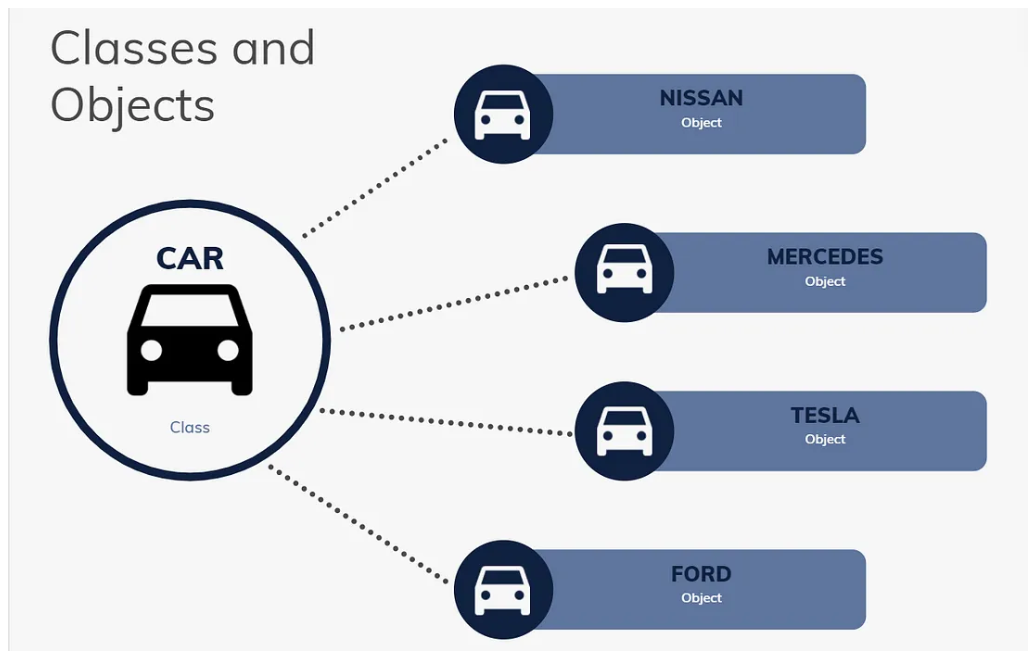 Classes and
Objects
NISSAN
Object
CAR
Class
MERCEDES
Object
TESLA
Object
FORD
Object